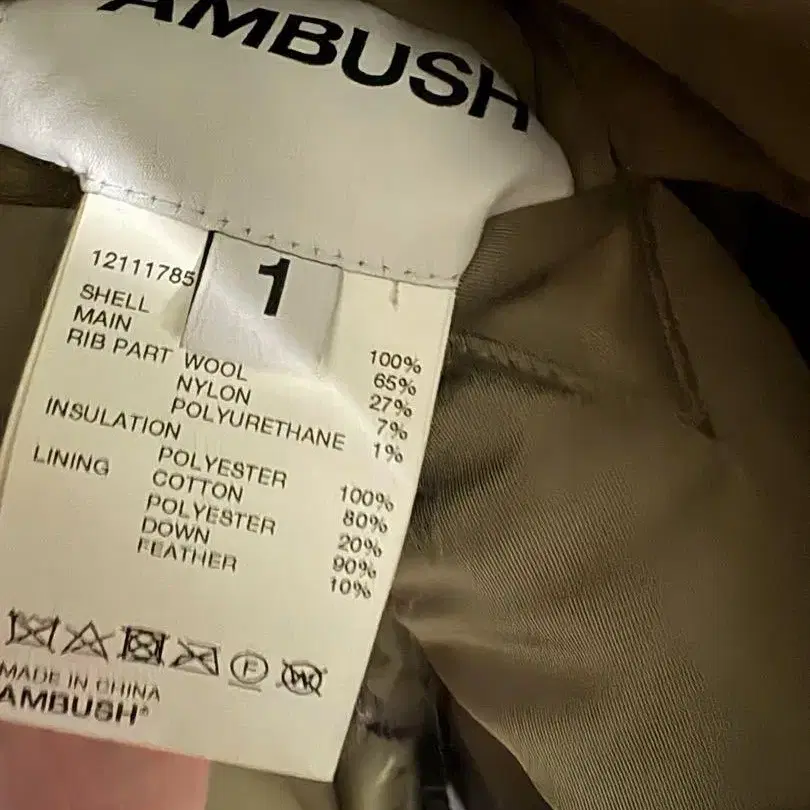 AMBUSH
12111785
1
SHELL 100%
MAIN 65%
RIB PART WOOL 27%
NYLON 7%
POLYURETHANE 1%
INSULATION
POLYESTER 100%
LINING COTTON 80%
POLYESTER 20%
DOWN 90%
FEATHER 10%
F W
MADE IN CHINA
AMBUSH®